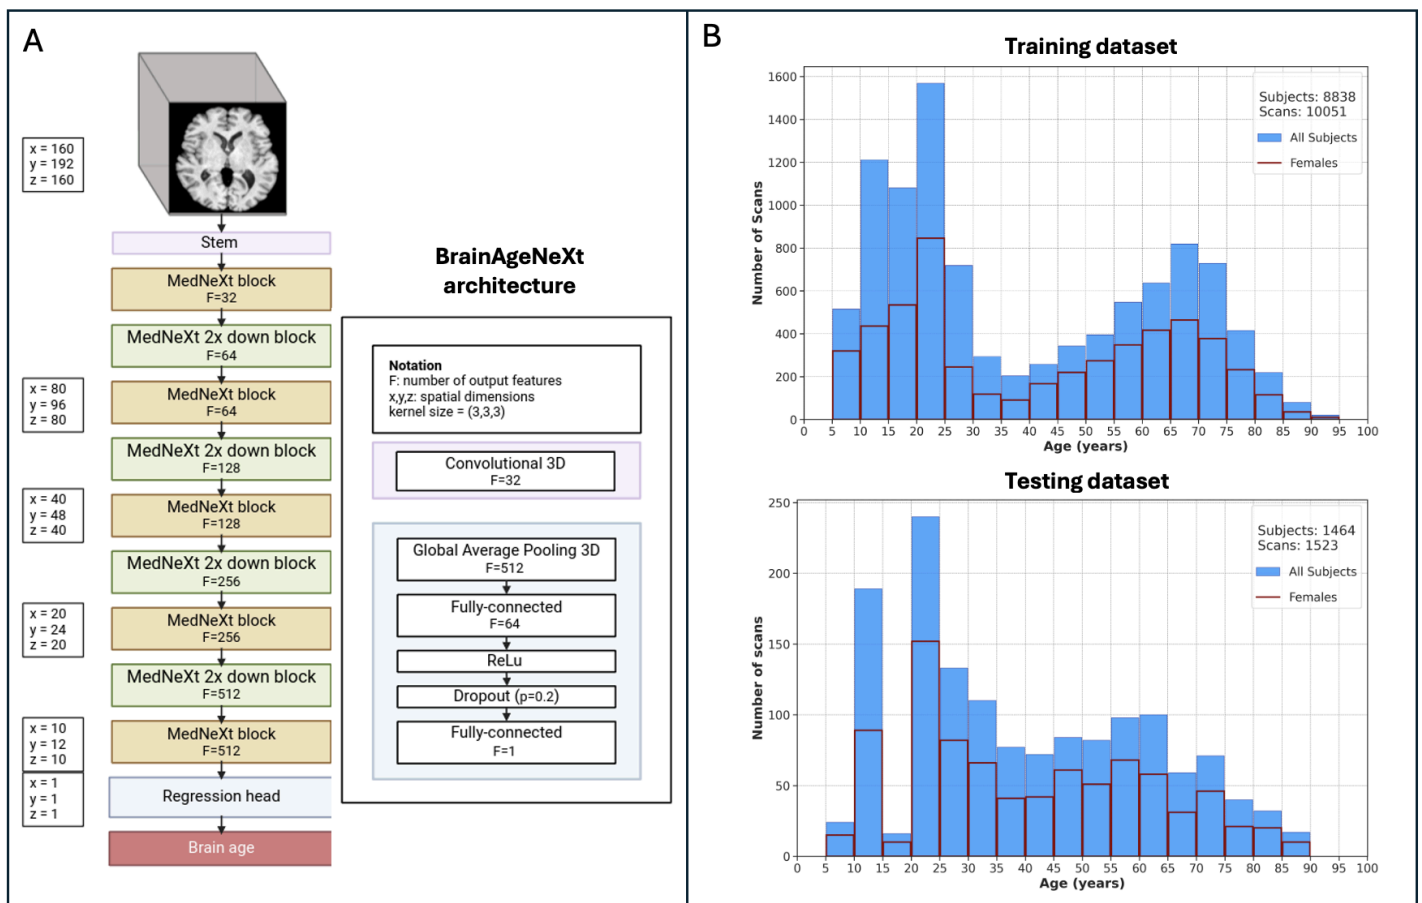 A
x = 160
y = 192
z = 160
Stem
MedNeXt block
F=32
MedNeXt 2x down block
F=64
x = 80
y = 96
z = 80
MedNeXt block
F=64
MedNeXt 2x down block
F=128
x = 40
y = 48
z = 40
MedNeXt block
F=128
MedNeXt 2x down block
F=256
x = 20
y = 24
z = 20
MedNeXt block
F=256
MedNeXt 2x down block
F=512
x = 10
y = 12
z = 10
MedNeXt block
F=512
x = 1
y = 1
z = 1
Regression head
Brain age
BrainAgeNeXt
architecture
Notation
F: number of output features
x,y,z: spatial dimensions
kernel size = (3,3,3)
Convolutional 3D
F=32
Global Average Pooling 3D
F=512
Fully-connected
F=64
ReLu
Dropout (p=0.2)
Fully-connected
F=1
B
Training dataset
1600
1400
1200
1000
800
600
400
200
0
Number of Scans
Subjects: 8838
Scans: 10051
All Subjects
Females
0 5 10 15 20 25 30 35 40 45 50 55 60 65 70 75 80 85 90 95 100
Age (years)
Testing dataset
250
200
150
100
50
0
Number of scans
Subjects: 1464
Scans: 1523
All Subjects
Females
0 5 10 15 20 25 30 35 40 45 50 55 60 65 70 75 80 85 90 95 100
Age (years)